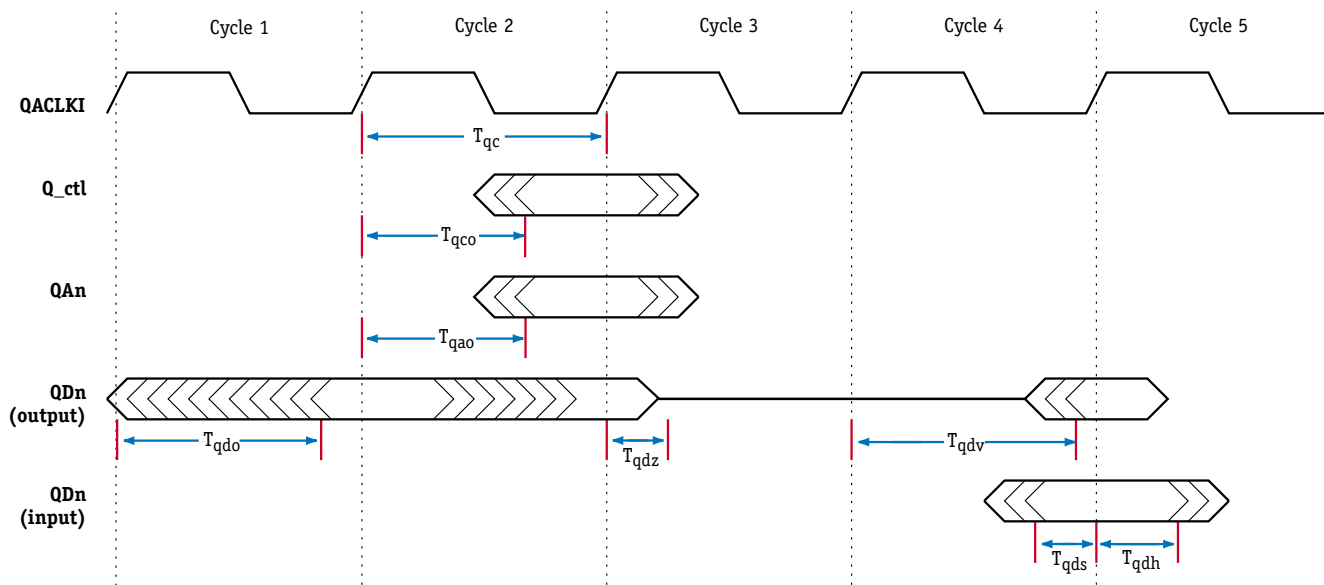 Cycle 1
Cycle 2
Cycle 3
Cycle 4
Cycle 5
QACLKI
Tqc
Q_ctl
Tqco
QAn
Tqao
QDn
(output)
Tqdo
Tqdz
Tqdv
QDn
(input)
Tqds
Tqdh